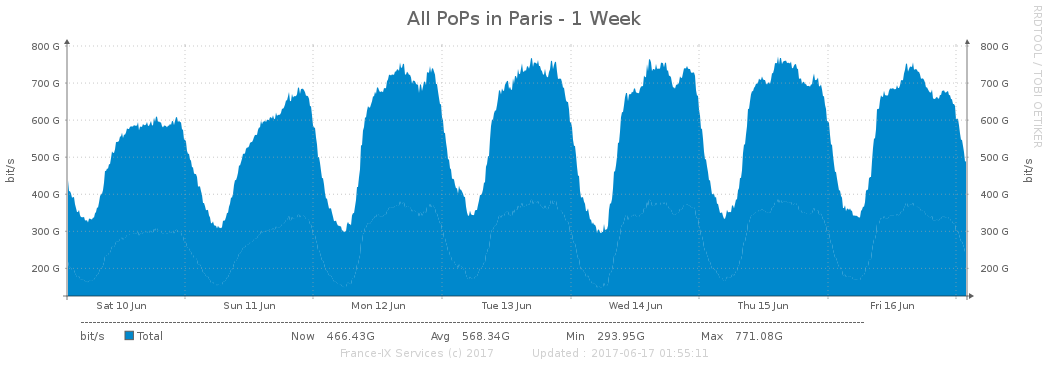 All PoPs in Paris - 1 Week
RRDTOOL / TOBI OETIKER
800 G 800 G
700 G 700 G
600 G 600 G
500 G 500 G
400 G 400 G
300 G 300 G
200 G 200 G
bit/s bit/s
Sat 10 Jun Sun 11 Jun Mon 12 Jun Tue 13 Jun Wed 14 Jun Thu 15 Jun Fri 16 Jun
bit/s Total Now 466.43G Avg 568.34G Min 293.95G Max 771.08G
France-IX Services (c) 2017 Updated : 2017-06-17 01:55:11